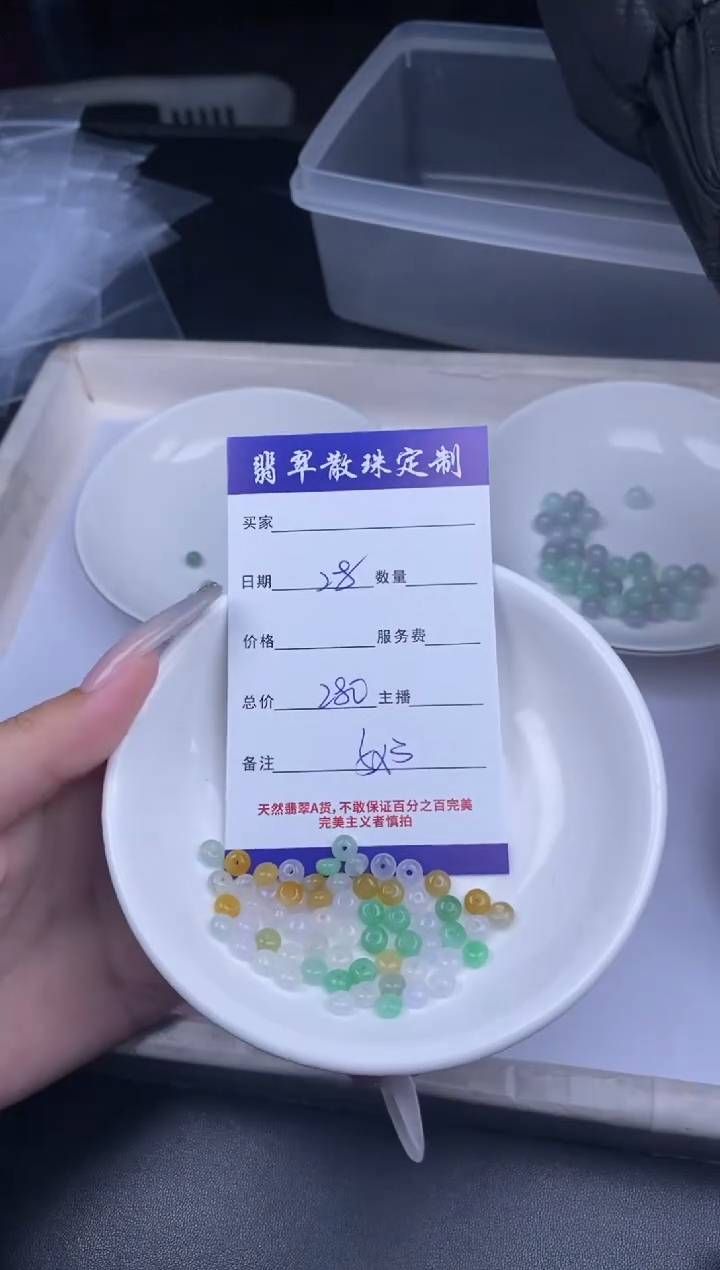 翡翠散珠定制
买家
日期 28 数量
价格 服务费
总价 280 主播
备注
天然翡翠A货,不敢保证百分之百完美
完美主义者慎拍